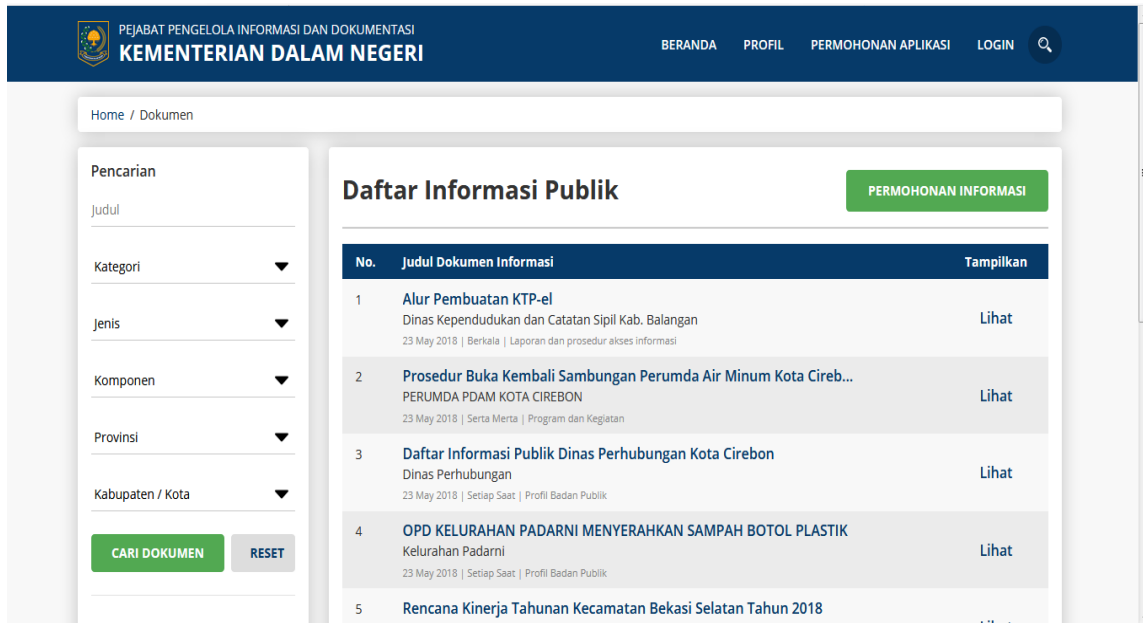 PEJABAT PENGELOLA INFORMASI DAN DOKUMENTASI
KEMENTERIAN DALAM NEGERI
BERANDA PROFIL PERMOHONAN APLIKASI LOGIN
Home / Dokumen
Pencarian
Judul
Kategori
Jenis
Komponen
Provinsi
Kabupaten / Kota
CARI DOKUMEN RESET
Daftar Informasi Publik
PERMOHONAN INFORMASI
No. Judul Dokumen Informasi Tampilkan
1 Alur Pembuatan KTP-el
Dinas Kependudukan dan Catatan Sipil Kab. Balangan
Lihat
23 May 2018 | Berkala | Laporan dan prosedur akses informasi
2 Prosedur Buka Kembali Sambungan Perumda Air Minum Kota Cireb...
PERUMDA PDAM KOTA CIREBON
Lihat
23 May 2018 | Serta Merta | Program dan Kegiatan
3 Daftar Informasi Publik Dinas Perhubungan Kota Cirebon
Dinas Perhubungan
Lihat
23 May 2018 | Setiap Saat | Profil Badan Publik
4 OPD KELURAHAN PADARNI MENYERAHKAN SAMPAH BOTOL PLASTIK
Kelurahan Padarni
Lihat
23 May 2018 | Setiap Saat | Profil Badan Publik
5 Rencana Kinerja Tahunan Kecamatan Bekasi Selatan Tahun 2018